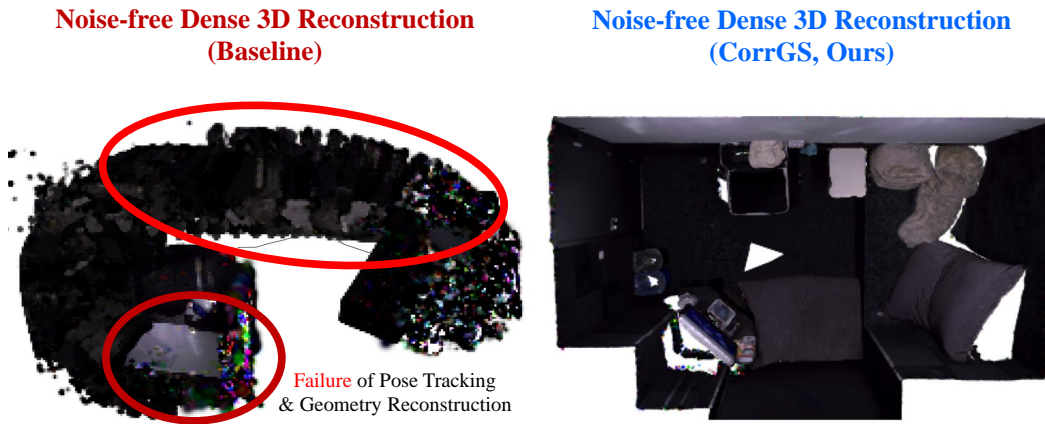 Noise-free Dense 3D Reconstruction
(Baseline)
Noise-free Dense 3D Reconstruction
(CorrGS, Ours)
Failure of Pose Tracking
& Geometry Reconstruction